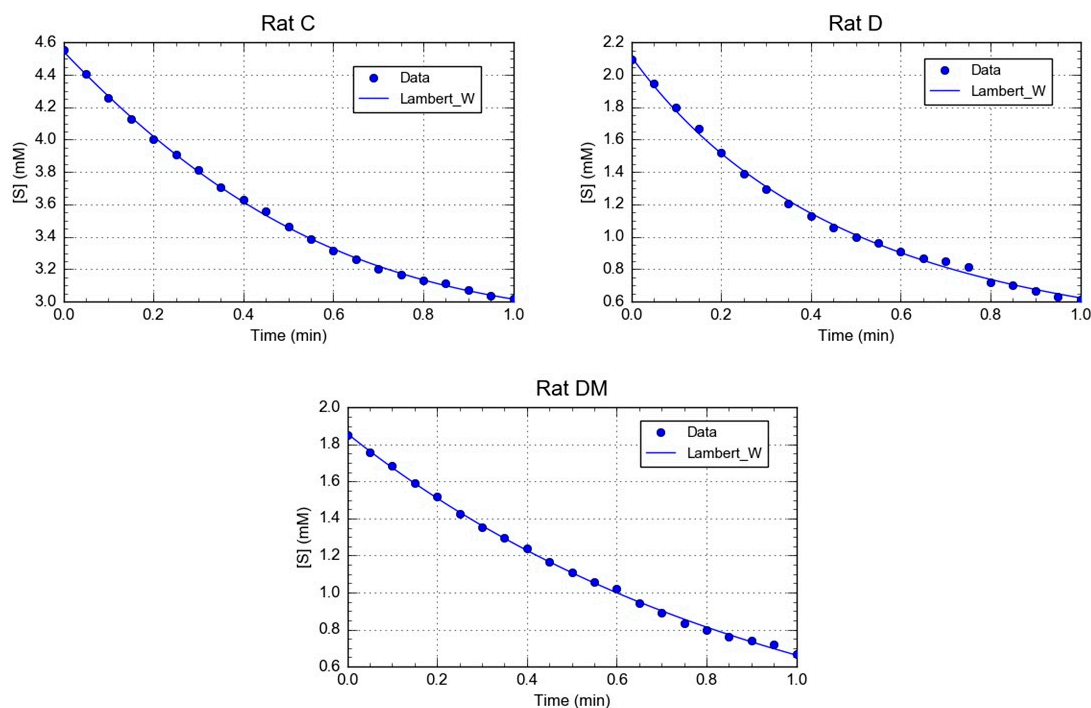 Rat C
4.6
4.4
4.2
4.0
3.8
3.6
3.4
3.2
3.0
[S] (mM)
Data
Lambert_W
0.0 0.2 0.4 0.6 0.8 1.0
Time (min)
Rat D
2.2
2.0
1.8
1.6
1.4
1.2
1.0
0.8
0.6
[S] (mM)
Data
Lambert_W
0.0 0.2 0.4 0.6 0.8 1.0
Time (min)
Rat DM
2.0
1.8
1.6
1.4
1.2
1.0
0.8
0.6
[S] (mM)
Data
Lambert_W
0.0 0.2 0.4 0.6 0.8 1.0
Time (min)